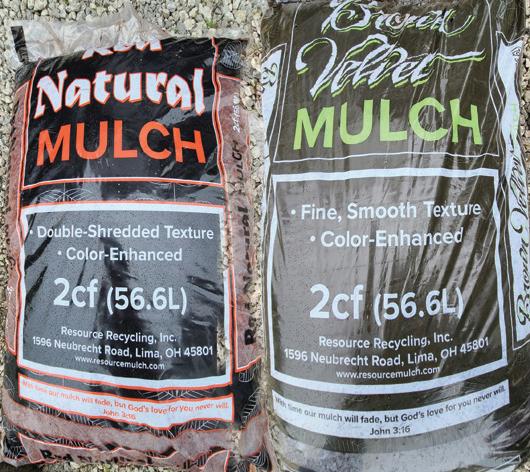 Red
Natural
MULCH
• Double-Shredded Texture
• Color-Enhanced
2cf (56.6L)
Resource Recycling, Inc.
1596 Neubrecht Road, Lima, OH 45801
www.resourcemulch.com
With time our mulch will fade, but God's love for you never will.
John 3:16
Red Natural
Brown
Velvet
MULCH
• Fine, Smooth Texture
• Color-Enhanced
2cf (56.6L)
Resource Recycling, Inc.
1596 Neubrecht Road, Lima, OH 45801
www.resourcemulch.com
With time our mulch will fade, but God's love for you never will.
John 3:16